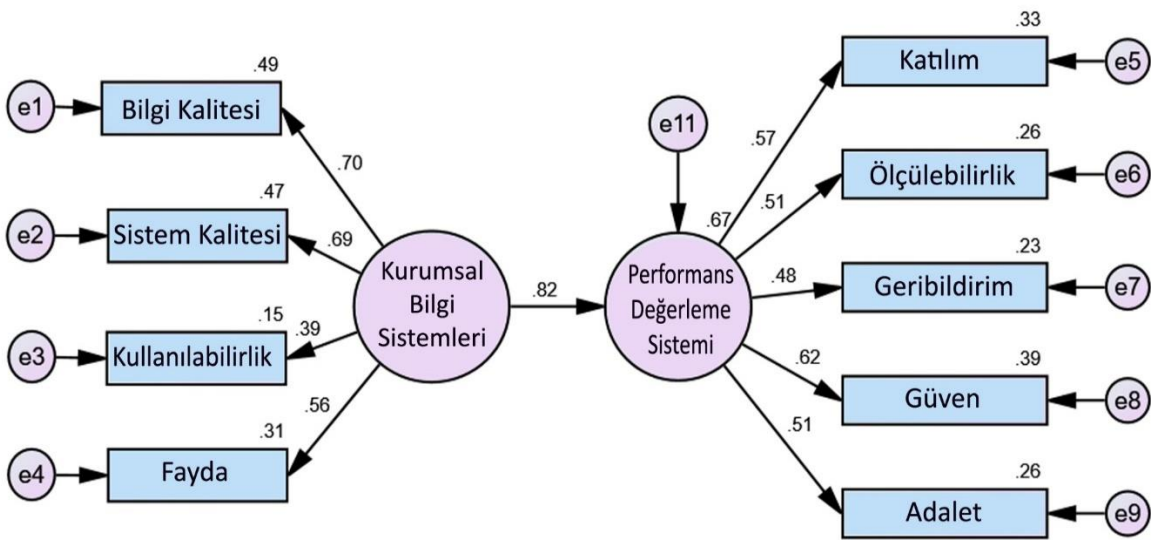 .49
e1
Bilgi Kalitesi
.70
.47
e2
Sistem Kalitesi
.69
.15
.39
e3
Kullanılabilirlik
.56
.31
e4
Fayda
Kurumsal
Bilgi
Sistemleri
.82
e11
.67
Performans
Değerleme
Sistemi
.33
Katılım
e5
.57
.26
Ölçülebilirlik
e6
.51
.23
Geribildirim
e7
.48
.39
Güven
e8
.62
.26
Adalet
e9
.51